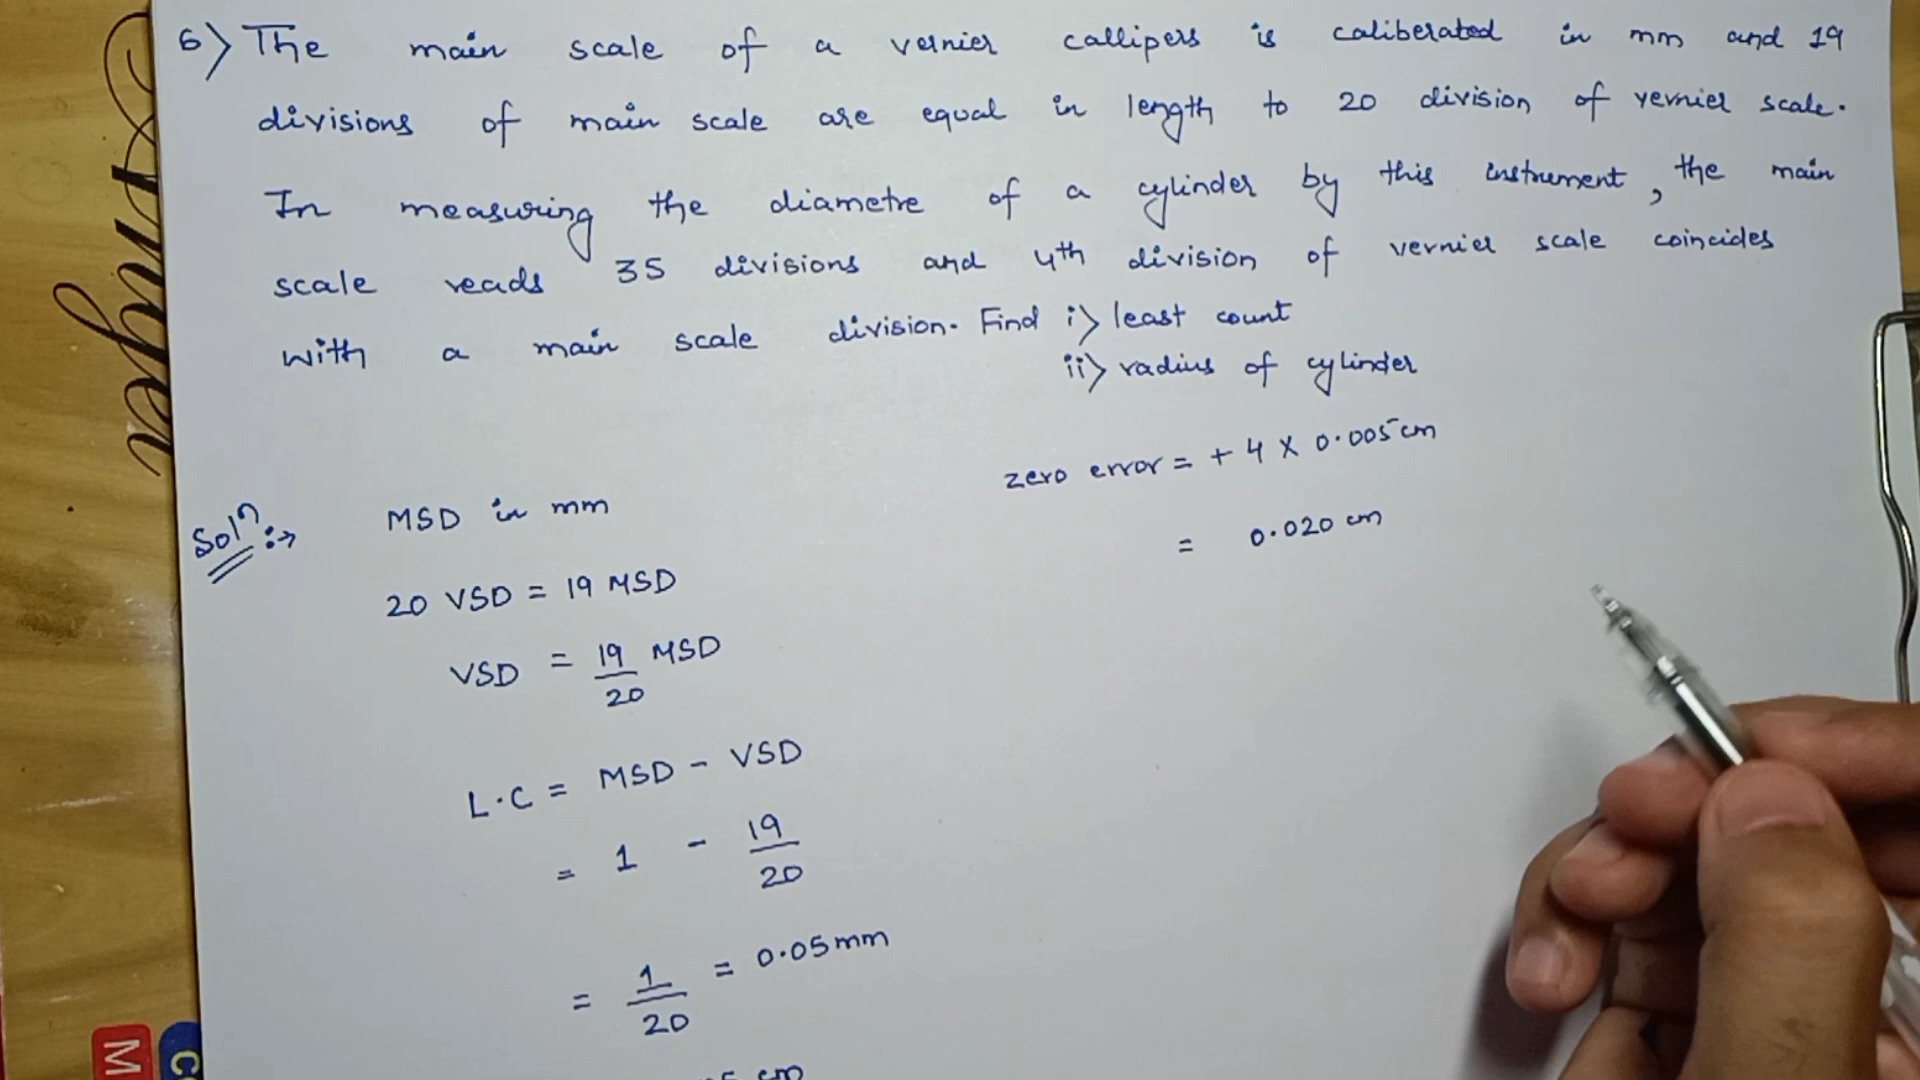 6) The main scale of a vernier callipers is caliberated in mm and 19
divisions of main scale are equal in length to 20 division of vernier scale.
In measuring the diametre of a cylinder by this instrument, the main
scale reads 35 divisions and 4th division of vernier scale coincides
with a main scale division. Find i) least count
ii) radius of cylinder
Solⁿ :→
MSD in mm
20 VSD = 19 MSD
VSD = 19/20 MSD
L.C = MSD - VSD
= 1 - 19/20
= 1/20 = 0.05 mm
cm
zero error = + 4 x 0.005 cm
= 0.020 cm
M